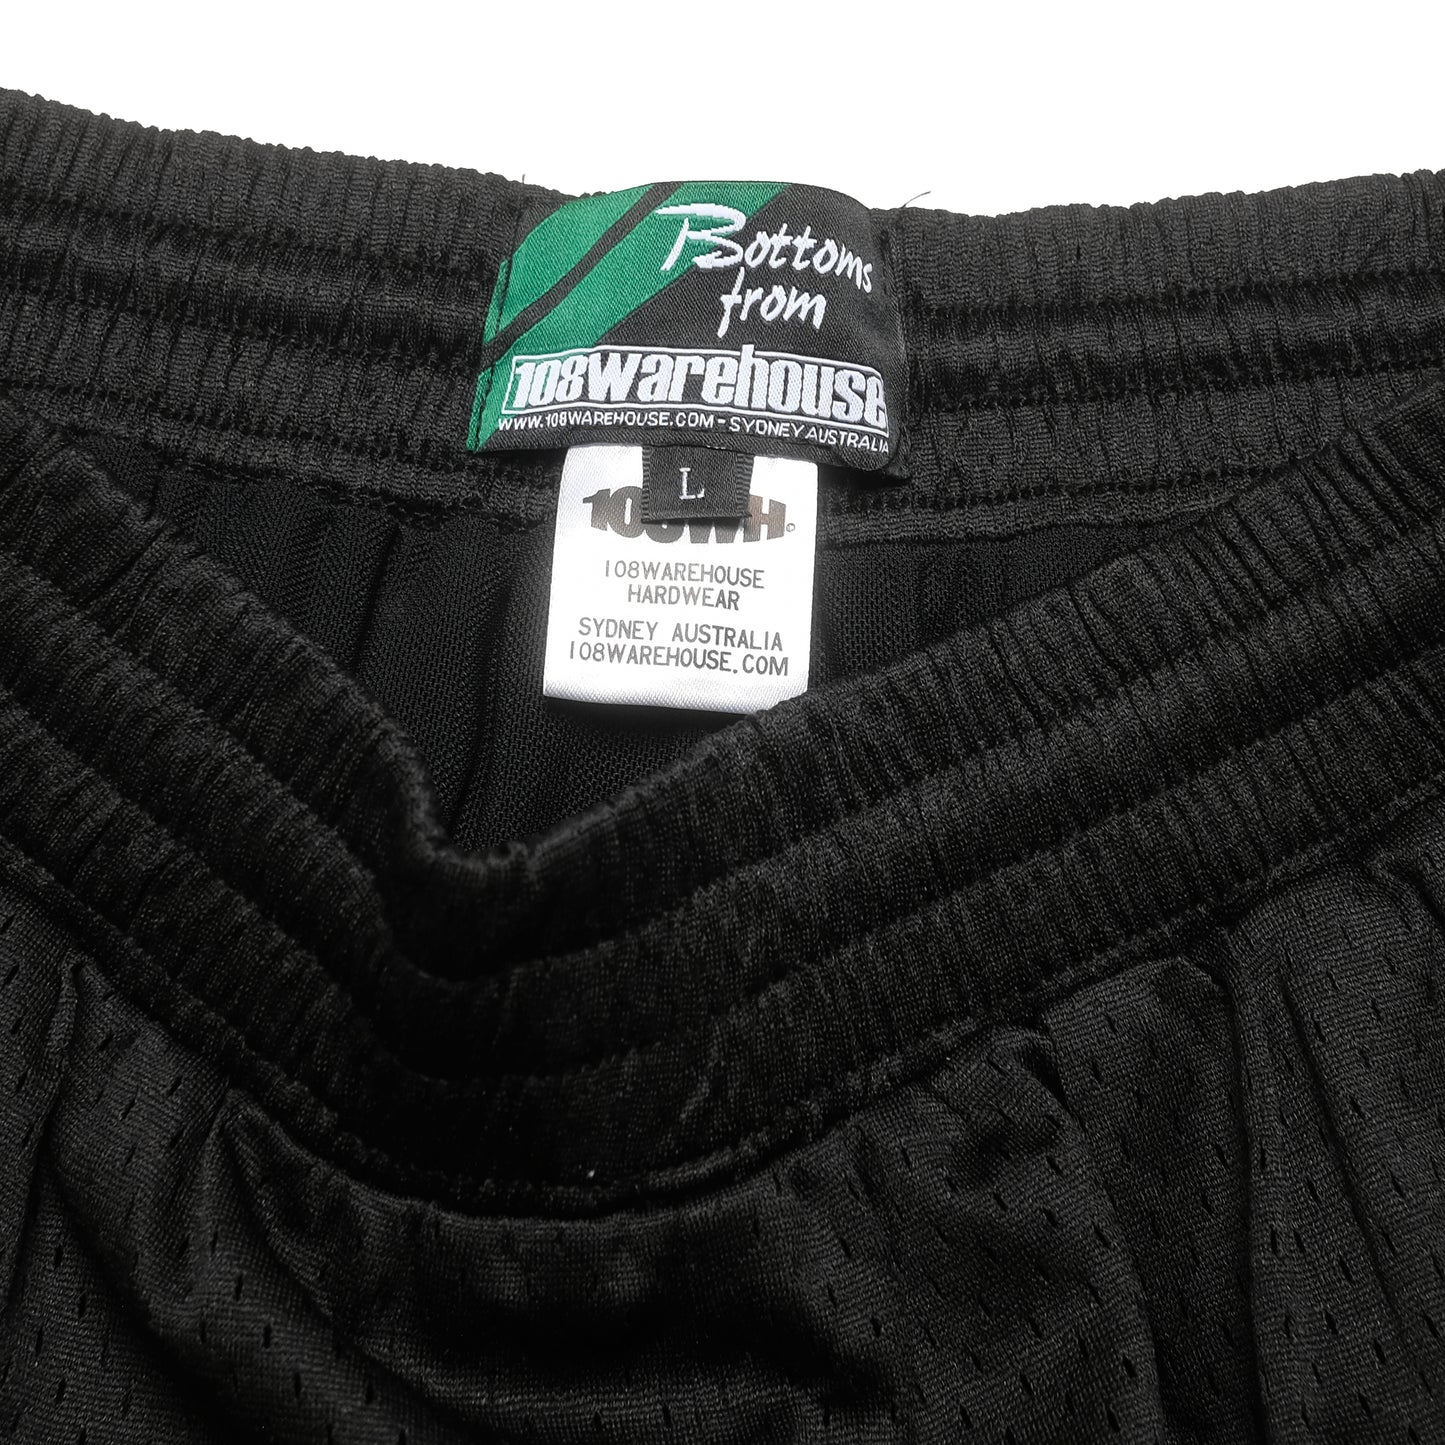 Bottoms
from
108warehouse
WWW.108WAREHOUSE.COM - SYDNEY AUSTRALIA
L
108WH
108WAREHOUSE
HARDWEAR
SYDNEY AUSTRALIA
108WAREHOUSE.COM